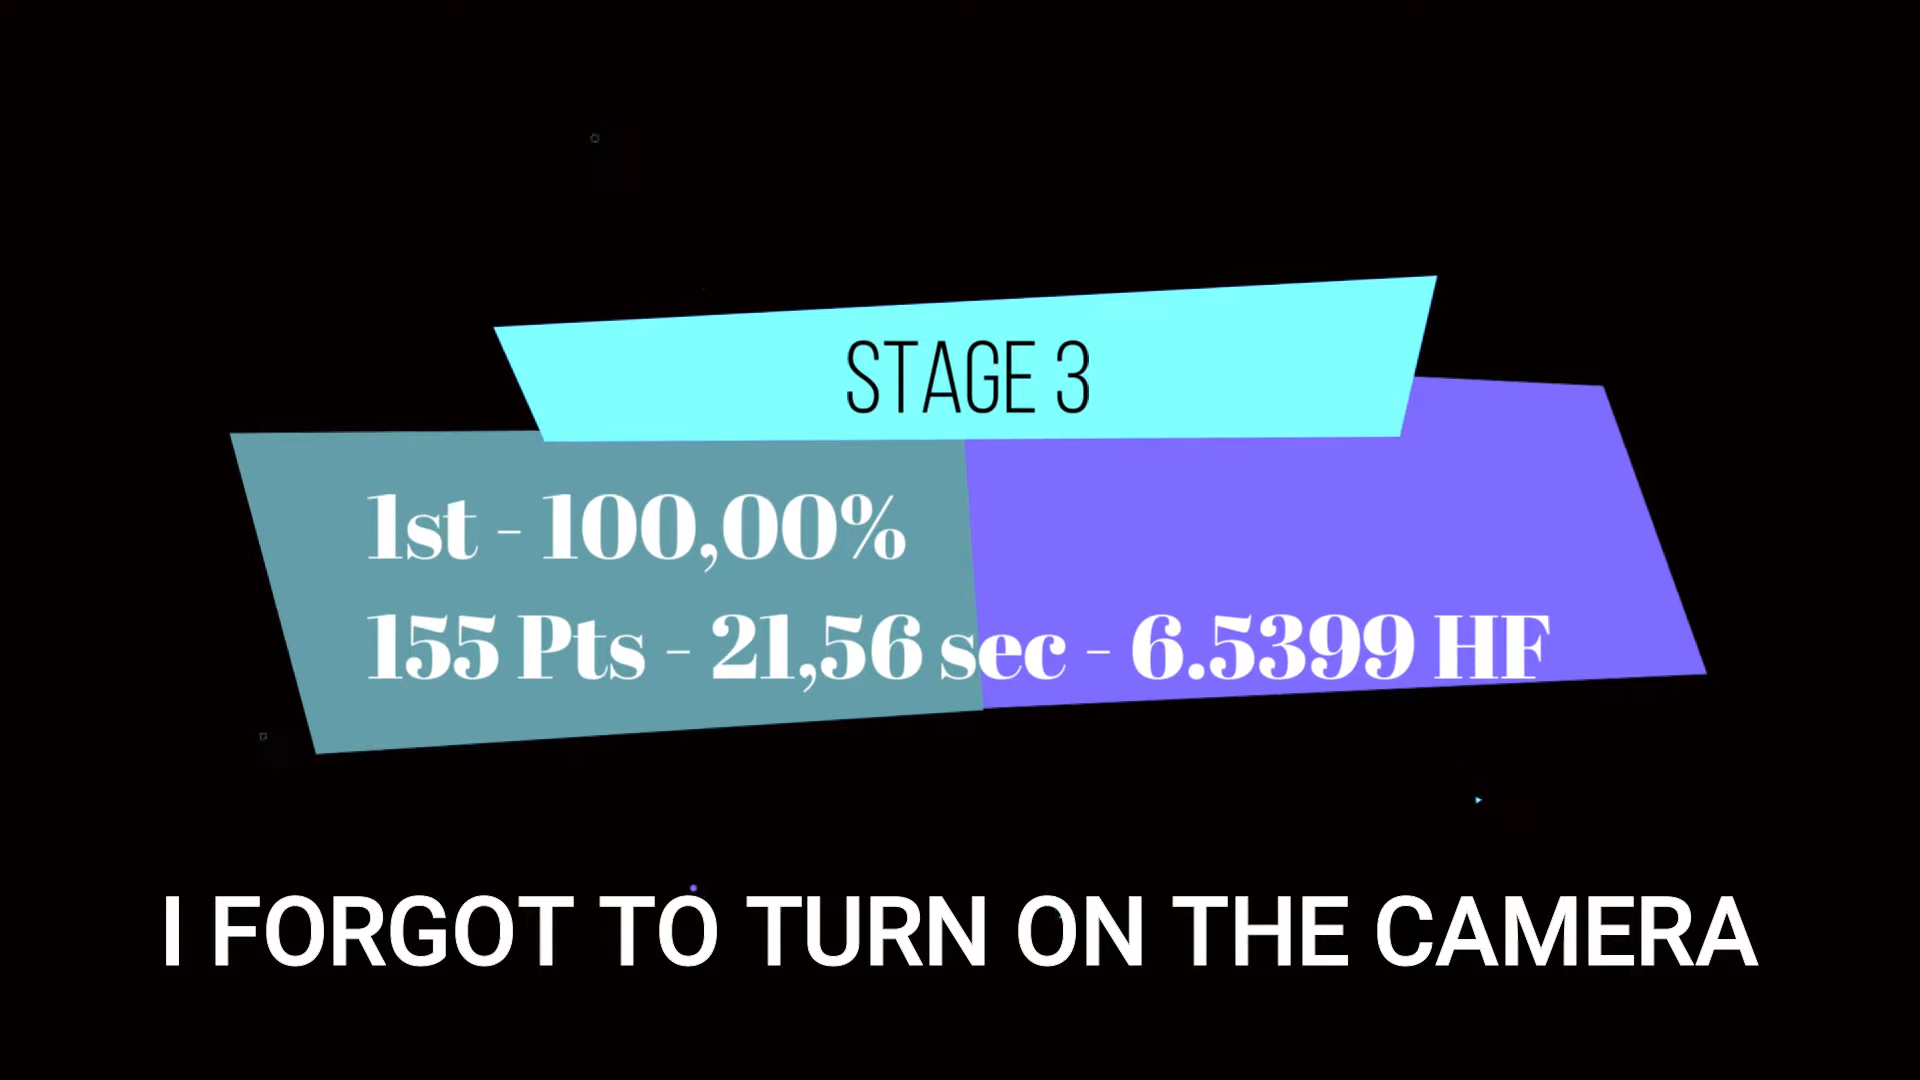 STAGE 3
1st - 100,00%
155 Pts - 21,56 sec - 6.5399 HF
I FORGOT TO TURN ON THE CAMERA